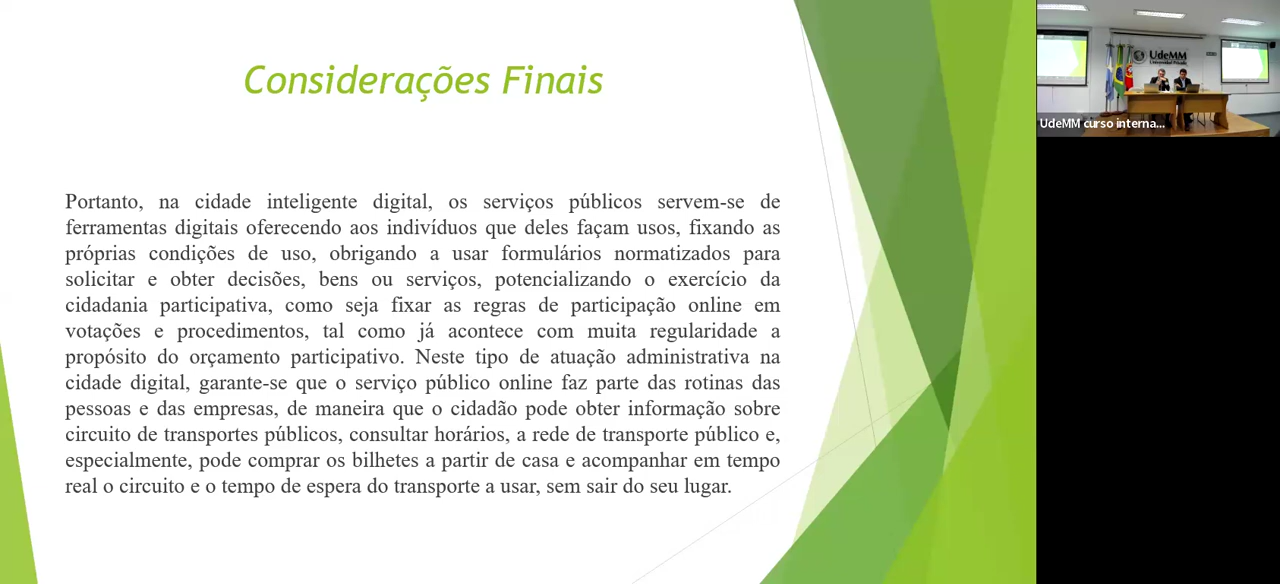 Considerações Finais
Portanto, na cidade inteligente digital, os serviços públicos servem-se de
ferramentas digitais oferecendo aos indivíduos que deles façam usos, fixando as
próprias condições de uso, obrigando a usar formulários normatizados para
solicitar e obter decisões, bens ou serviços, potencializando o exercício da
cidadania participativa, como seja fixar as regras de participação online em
votações e procedimentos, tal como já acontece com muita regularidade a
propósito do orçamento participativo. Neste tipo de atuação administrativa na
cidade digital, garante-se que o serviço público online faz parte das rotinas das
pessoas e das empresas, de maneira que o cidadão pode obter informação sobre
circuito de transportes públicos, consultar horários, a rede de transporte público e,
especialmente, pode comprar os bilhetes a partir de casa e acompanhar em tempo
real o circuito e o tempo de espera do transporte a usar, sem sair do seu lugar.
UdeMM
Universidad Privada
UdeMM curso interna...